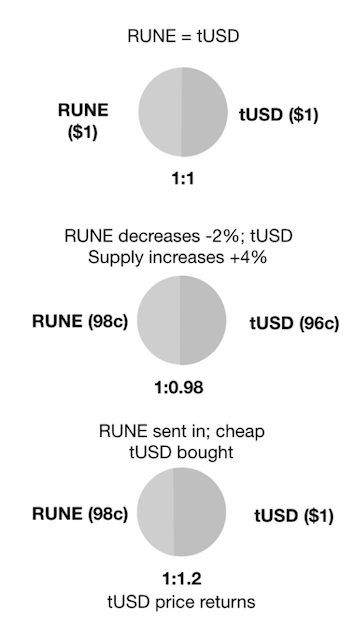 RUNE = tUSD
RUNE
($1)
tUSD ($1)
1:1
RUNE decreases -2%; tUSD
Supply increases +4%
RUNE (98c)
tUSD (96c)
1:0.98
RUNE sent in; cheap
tUSD bought
RUNE (98c)
tUSD ($1)
1:1.2
tUSD price returns